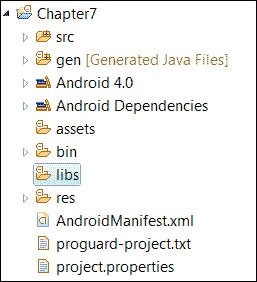 Chapter7
src
gen [Generated Java Files]
Android 4.0
Android Dependencies
assets
bin
libs
res
AndroidManifest.xml
proguard-project.txt
project.properties